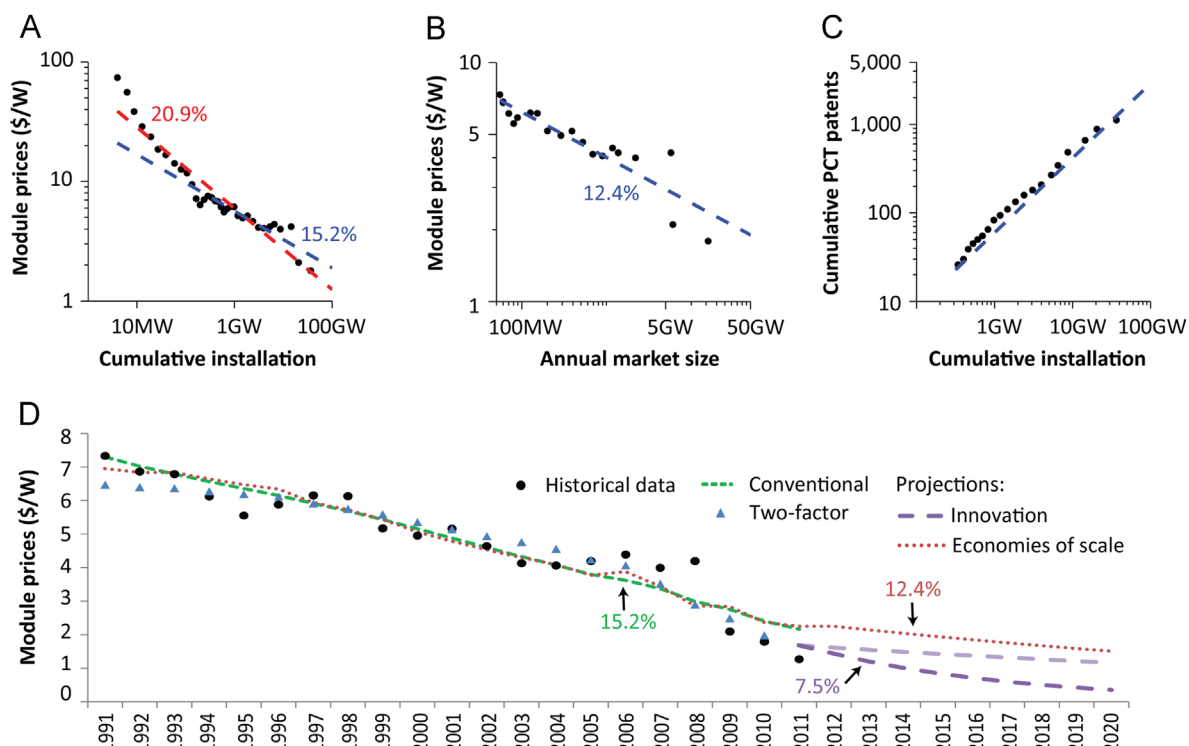 A
Module prices ($/W)
100
10
1
20.9%
15.2%
10MW 1GW 100GW
Cumulative installation
B
Module prices ($/W)
10
5
1
12.4%
100MW 5GW 50GW
Annual market size
C
Cumulative PCT patents
5,000
1,000
100
10
1GW 10GW 100GW
Cumulative installation
D
Module prices ($/W)
8
7
6
5
4
3
2
1
0
Historical data
Conventional
Two-factor
Projections:
Innovation
Economies of scale
15.2%
12.4%
7.5%
1991 1992 1993 1994 1995 1996 1997 1998 1999 2000 2001 2002 2003 2004 2005 2006 2007 2008 2009 2010 2011 2012 2013 2014 2015 2016 2017 2018 2019 2020